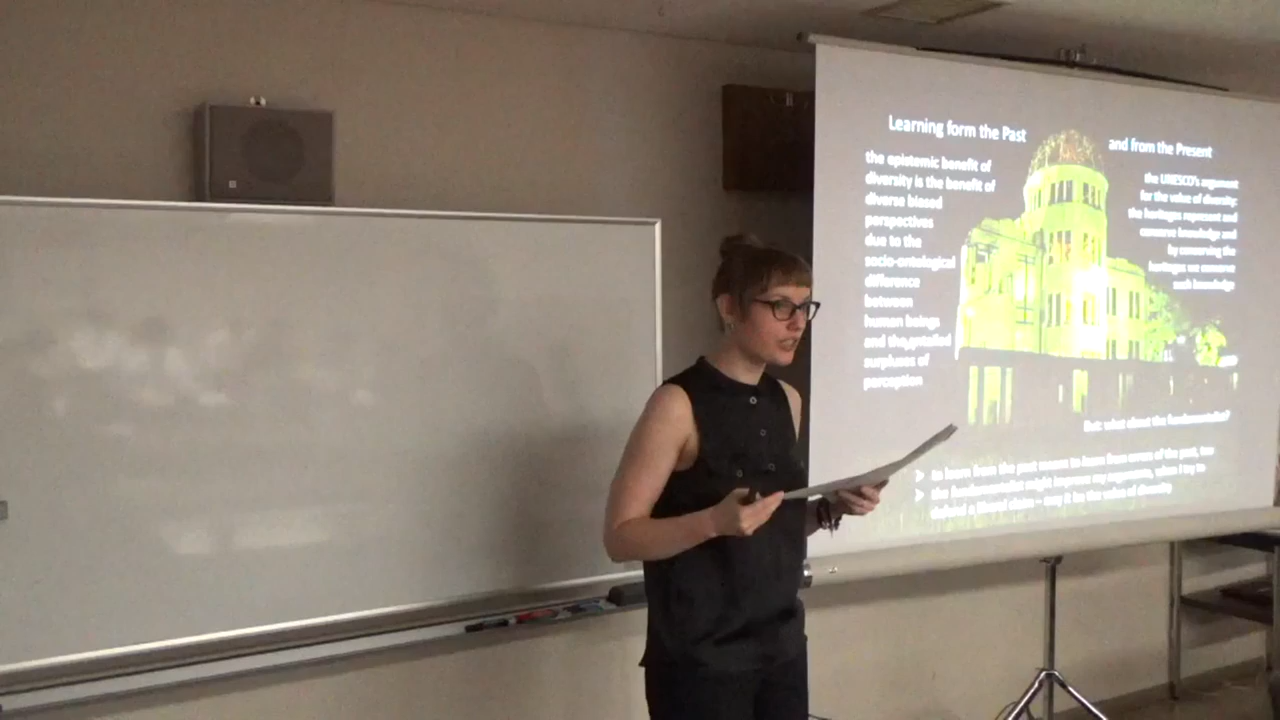 Learning form the Past
the epistemic benefit of
diversity is the benefit of
diverse biased
perspectives
due to the
socio-ontological
difference
between
human beings
and the entailed
surpluses of
perception
and from the Present
the UNESCO's argument
for the value of diversity:
the heritages represent and
conserve knowledge and
by conserving the
heritages we conserve
such knowledge
But: what about the fundamentalist?
to learn from the past means to learn from errors of the past, too
the fundamentalist might improve my arguments, when I try to
defend a liberal claim – may it be the value of diversity